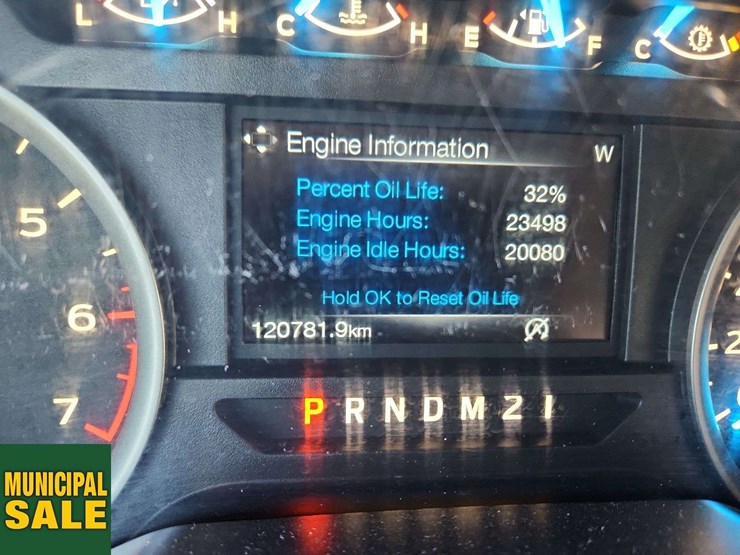 L H C H E F C
Engine Information W
Percent Oil Life: 32%
Engine Hours: 23498
Engine Idle Hours: 20080
Hold OK to Reset Oil Life
120781.9km
5
6
7
P R N D M 2 1
2
MUNICIPAL
SALE